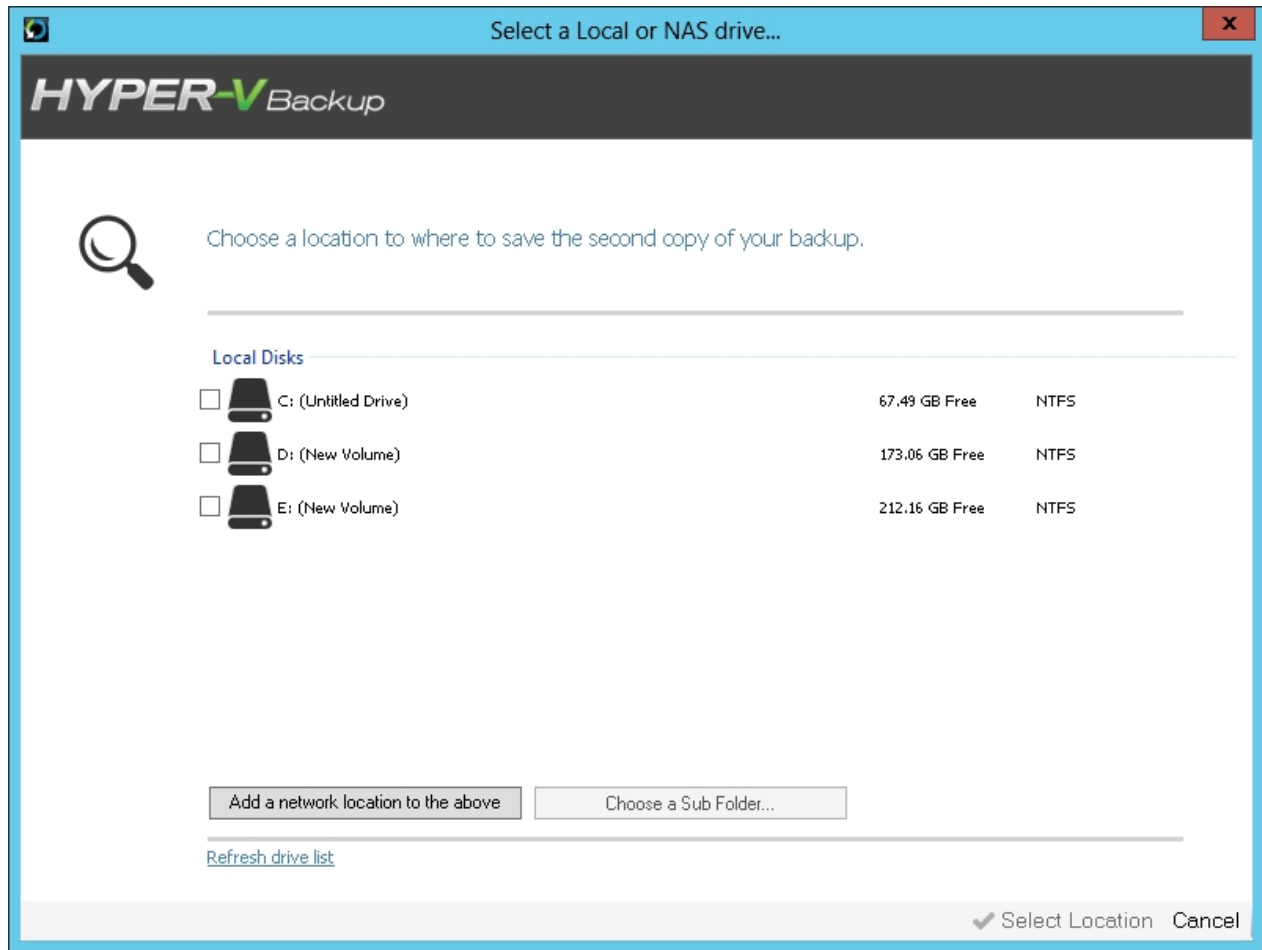 Select a Local or NAS drive...
x
HYPER-V Backup
Choose a location to where to save the second copy of your backup.
Local Disks
C: (Untitled Drive) 67.49 GB Free NTFS
D: (New Volume) 173.06 GB Free NTFS
E: (New Volume) 212.16 GB Free NTFS
Add a network location to the above Choose a Sub Folder...
Refresh drive list
Select Location Cancel